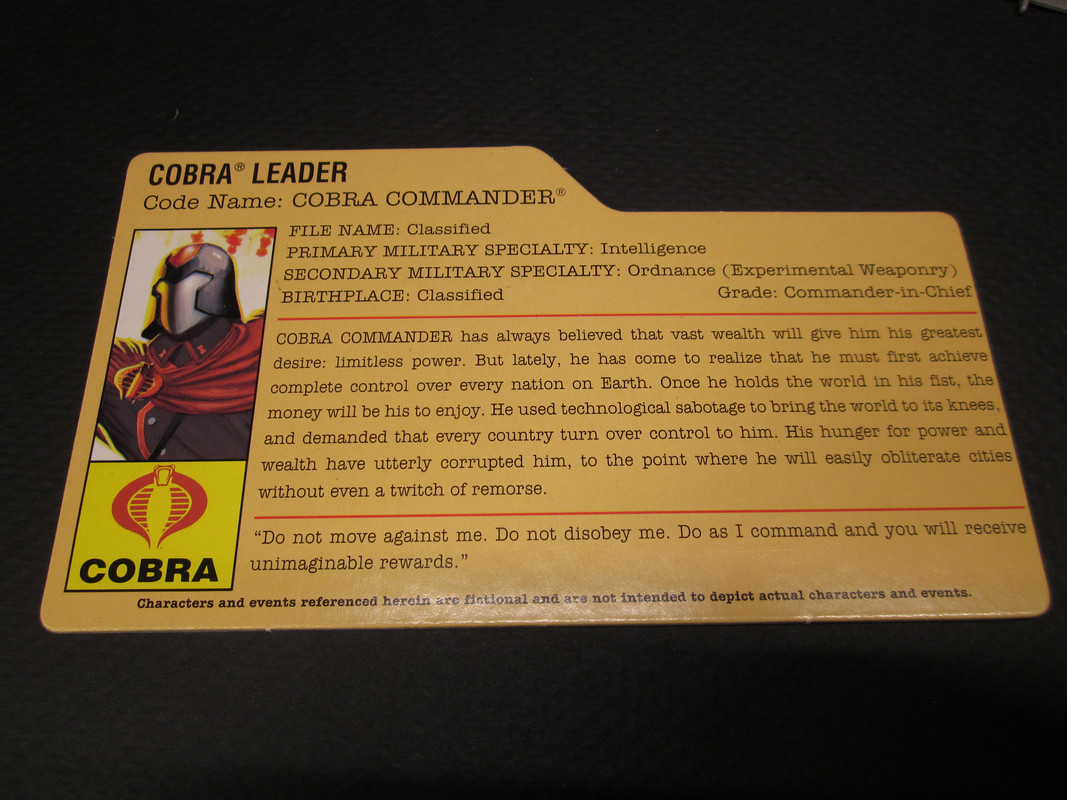 COBRA® LEADER
Code Name: COBRA COMMANDER®
FILE NAME: Classified
PRIMARY MILITARY SPECIALTY: Intelligence
SECONDARY MILITARY SPECIALTY: Ordnance (Experimental Weaponry)
BIRTHPLACE: Classified Grade: Commander-in-Chief
COBRA COMMANDER has always believed that vast wealth will give him his greatest
desire: limitless power. But lately, he has come to realize that he must first achieve
complete control over every nation on Earth. Once he holds the world in his fist, the
money will be his to enjoy. He used technological sabotage to bring the world to its knees,
and demanded that every country turn over control to him. His hunger for power and
wealth have utterly corrupted him, to the point where he will easily obliterate cities
without even a twitch of remorse.
“Do not move against me. Do not disobey me. Do as I command and you will receive
unimaginable rewards.”
COBRA
Characters and events referenced herein are fictional and are not intended to depict actual characters and events.